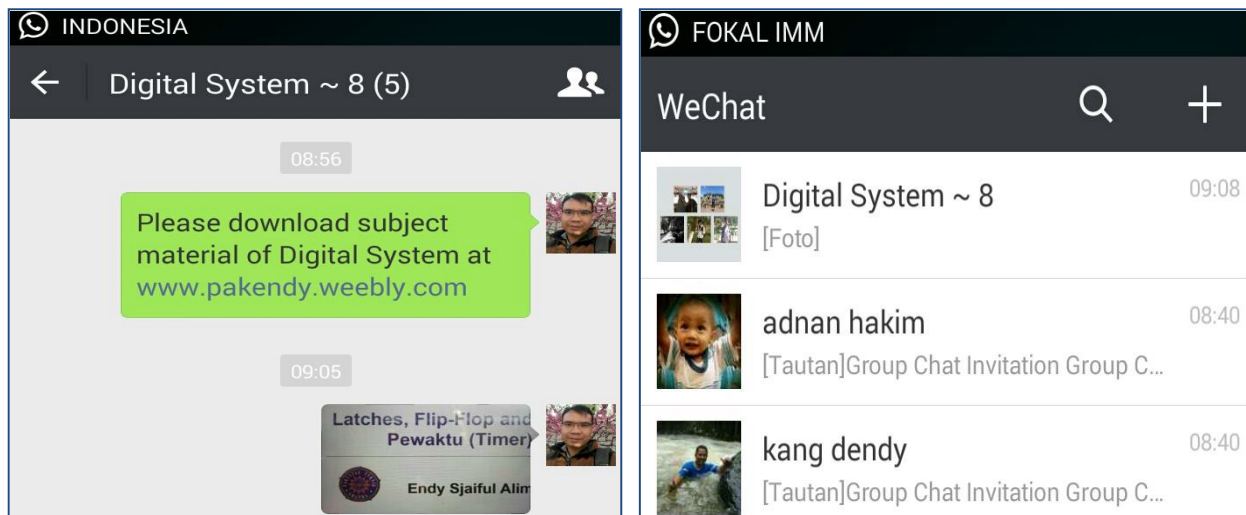 INDONESIA
Digital System ~ 8 (5)
08:56
Please download subject
material of Digital System at
www.pakendy.weebly.com
09:05
Latches, Flip-Flop and
Pewaktu (Timer)
Endy Sjaiful Alim
FOKAL IMM
WeChat
Digital System ~ 8
09:08
[Foto]
adnan hakim
08:40
[Tautan]Group Chat Invitation Group C...
kang dendy
08:40
[Tautan]Group Chat Invitation Group C...